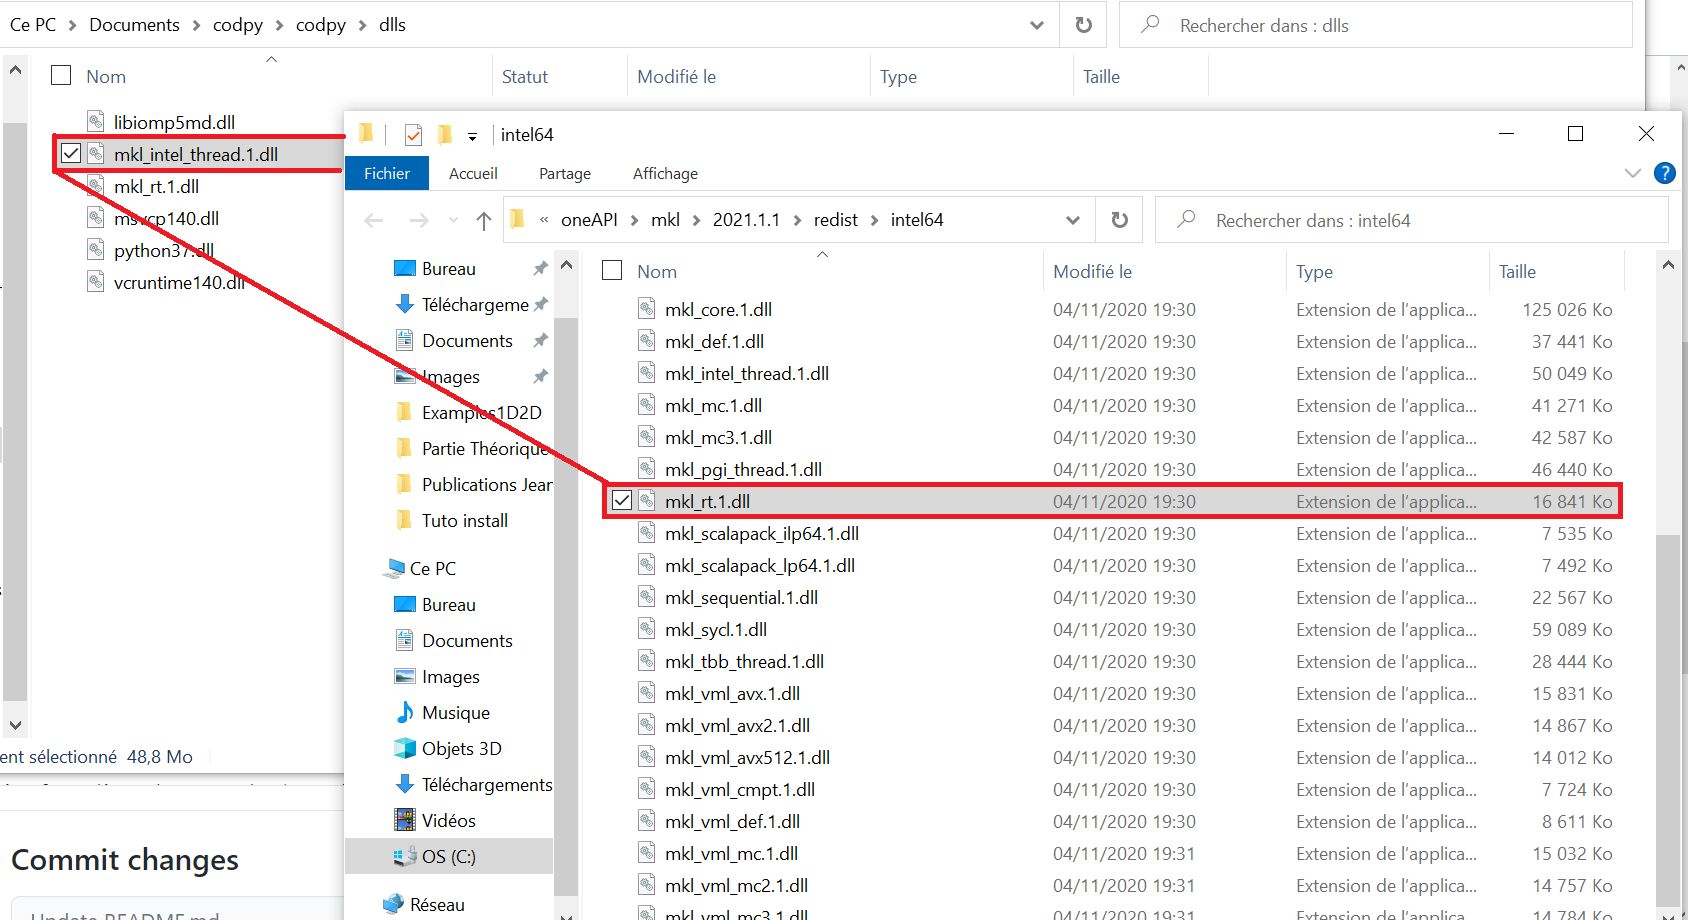 Ce PC > Documents > codpy > codpy > dlls
Rechercher dans : dlls
Nom
Statut
Modifié le
Type
Taille
libiomp5md.dll
mkl_intel_thread.1.dll
mkl_rt.1.dll
msvcp140.dll
python37.dll
vcruntime140.dll
ent sélectionné 48,8 Mo
Commit changes
Update README.md
intel64
Fichier
Accueil
Partage
Affichage
« oneAPI > mkl > 2021.1.1 > redist > intel64
Rechercher dans : intel64
Bureau
Téléchargeme
Documents
Images
Examples1D2D
Partie Théorique
Publications Jear
Tuto install
Ce PC
Bureau
Documents
Images
Musique
Objets 3D
Téléchargements
Vidéos
OS (C:)
Réseau
Nom Modifié le Type Taille
mkl_core.1.dll 04/11/2020 19:30 Extension de l'applica... 125 026 Ko
mkl_def.1.dll 04/11/2020 19:30 Extension de l'applica... 37 441 Ko
mkl_intel_thread.1.dll 04/11/2020 19:30 Extension de l'applica... 50 049 Ko
mkl_mc.1.dll 04/11/2020 19:30 Extension de l'applica... 41 271 Ko
mkl_mc3.1.dll 04/11/2020 19:30 Extension de l'applica... 42 587 Ko
mkl_pgi_thread.1.dll 04/11/2020 19:30 Extension de l'applica... 46 440 Ko
mkl_rt.1.dll 04/11/2020 19:30 Extension de l'applica... 16 841 Ko
mkl_scalapack_ilp64.1.dll 04/11/2020 19:30 Extension de l'applica... 7 535 Ko
mkl_scalapack_lp64.1.dll 04/11/2020 19:30 Extension de l'applica... 7 492 Ko
mkl_sequential.1.dll 04/11/2020 19:30 Extension de l'applica... 22 567 Ko
mkl_sycl.1.dll 04/11/2020 19:30 Extension de l'applica... 59 089 Ko
mkl_tbb_thread.1.dll 04/11/2020 19:30 Extension de l'applica... 28 444 Ko
mkl_vml_avx.1.dll 04/11/2020 19:30 Extension de l'applica... 15 831 Ko
mkl_vml_avx2.1.dll 04/11/2020 19:30 Extension de l'applica... 14 867 Ko
mkl_vml_avx512.1.dll 04/11/2020 19:30 Extension de l'applica... 14 012 Ko
mkl_vml_cmpt.1.dll 04/11/2020 19:30 Extension de l'applica... 7 724 Ko
mkl_vml_def.1.dll 04/11/2020 19:30 Extension de l'applica... 8 611 Ko
mkl_vml_mc.1.dll 04/11/2020 19:31 Extension de l'applica... 15 032 Ko
mkl_vml_mc2.1.dll 04/11/2020 19:31 Extension de l'applica... 14 757 Ko
mkl_vml_mc3.1.dll 04/11/2020 19:31 Extension de l'applica... 14 784 Ko